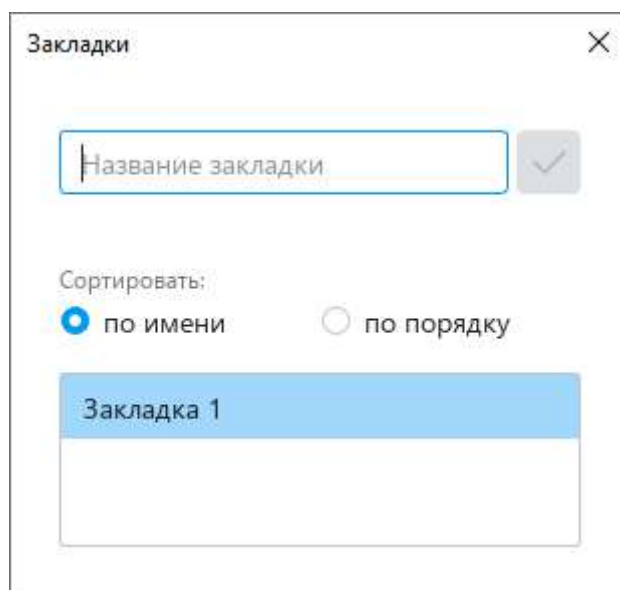 Закладки
Название закладки
Сортировать:
по имени по порядку
Закладка 1